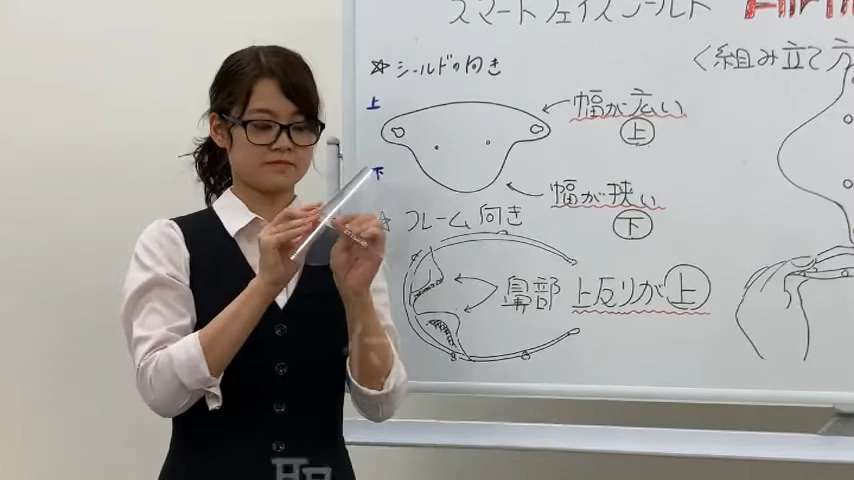 スマートフェイスシールド
☆シールドの向き
<組み立て
上
幅が広い
上
下
幅が狭い
下
フレーム向き
鼻部 上反りが上